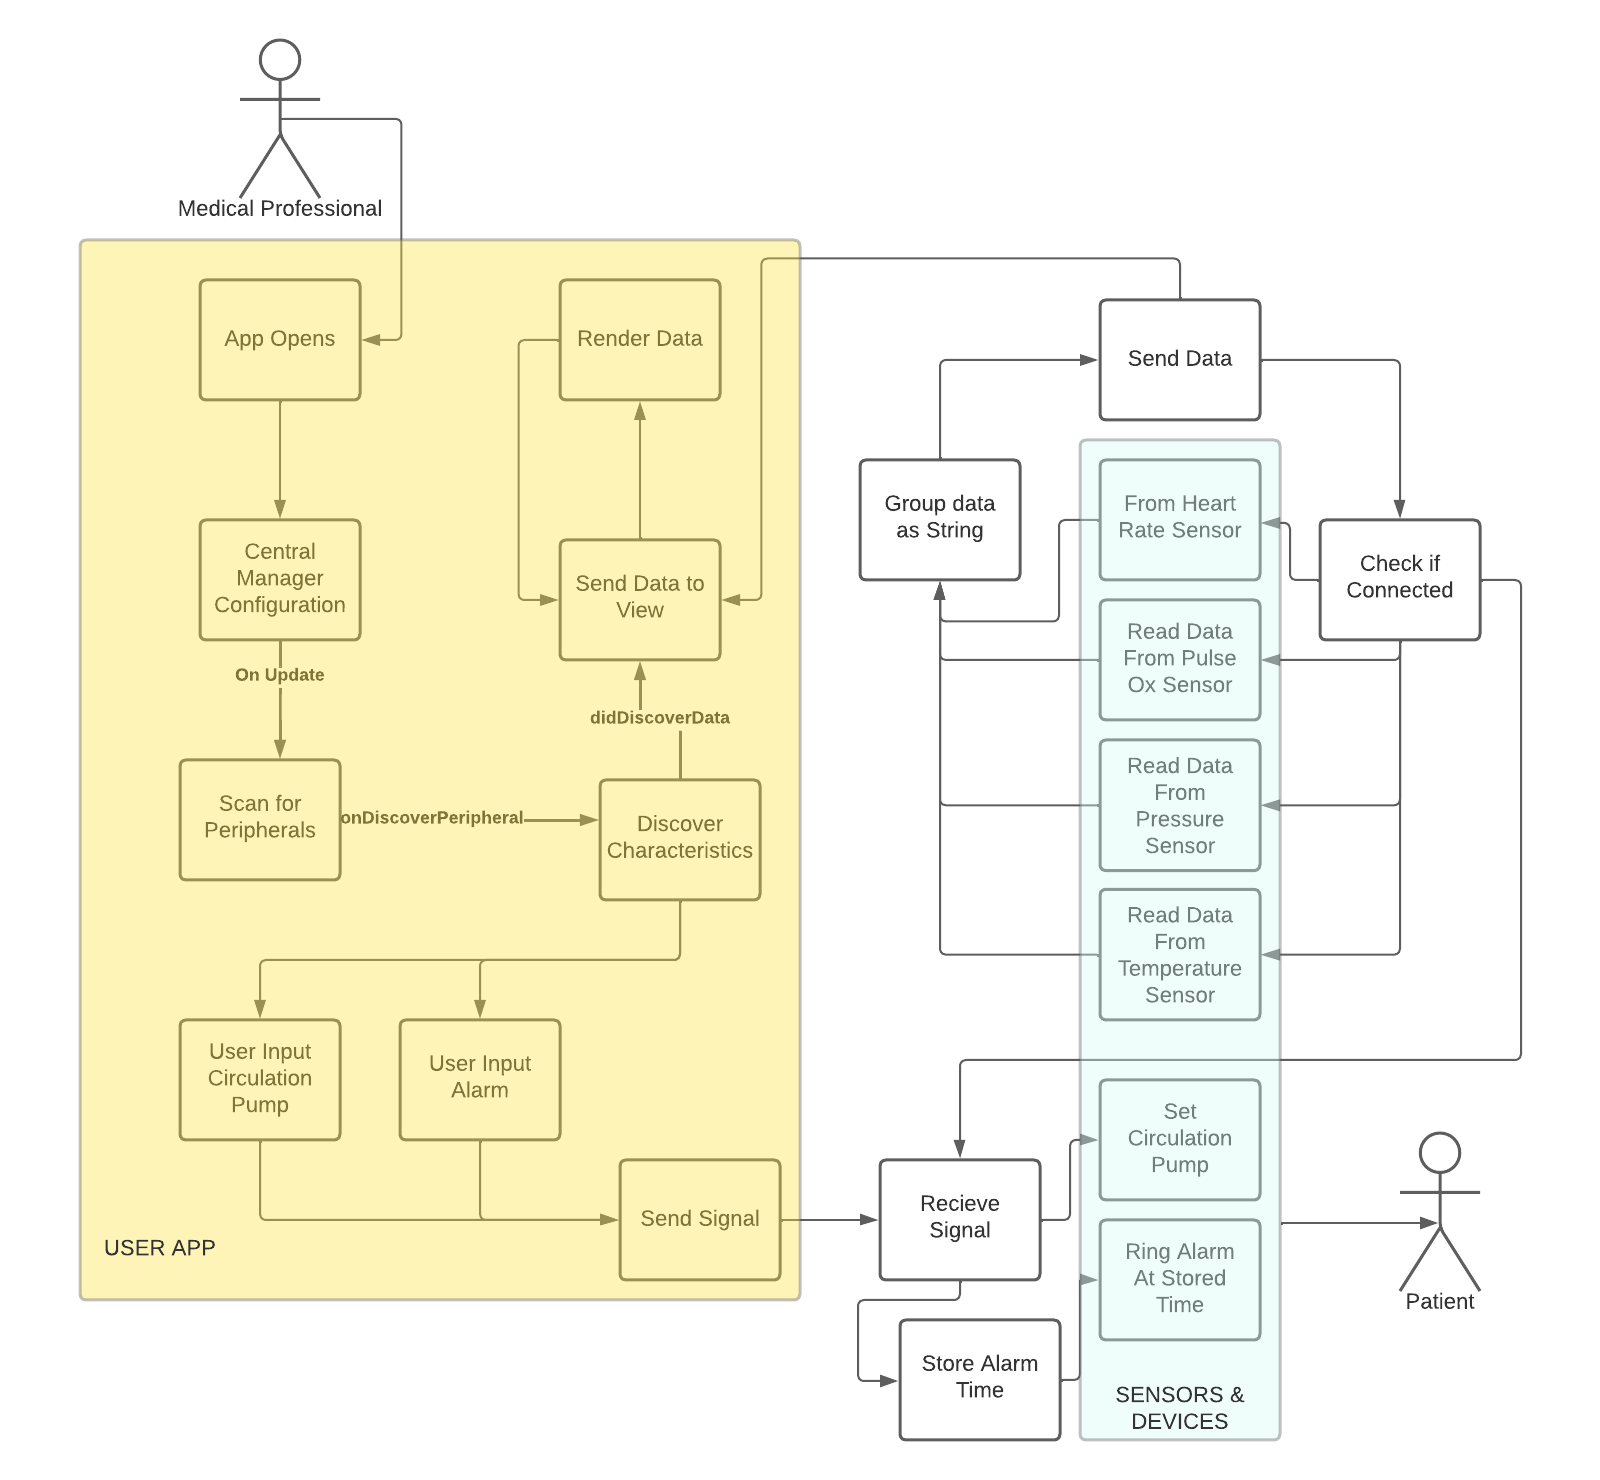 Medical Professional
App Opens
Render Data
Send Data
Group data
as String
From Heart
Rate Sensor
Central
Manager
Configuration
Send Data to
View
Check if
Connected
On Update
Read Data
From Pulse
Ox Sensor
didDiscoverData
Scan for
Peripherals
onDiscoverPeripheral
Discover
Characteristics
Read Data
From
Pressure
Sensor
Read Data
From
Temperature
Sensor
User Input
Circulation
Pump
User Input
Alarm
Set
Circulation
Pump
Send Signal
Recieve
Signal
Ring Alarm
At Stored
Time
USER APP
Patient
Store Alarm
Time
SENSORS &
DEVICES